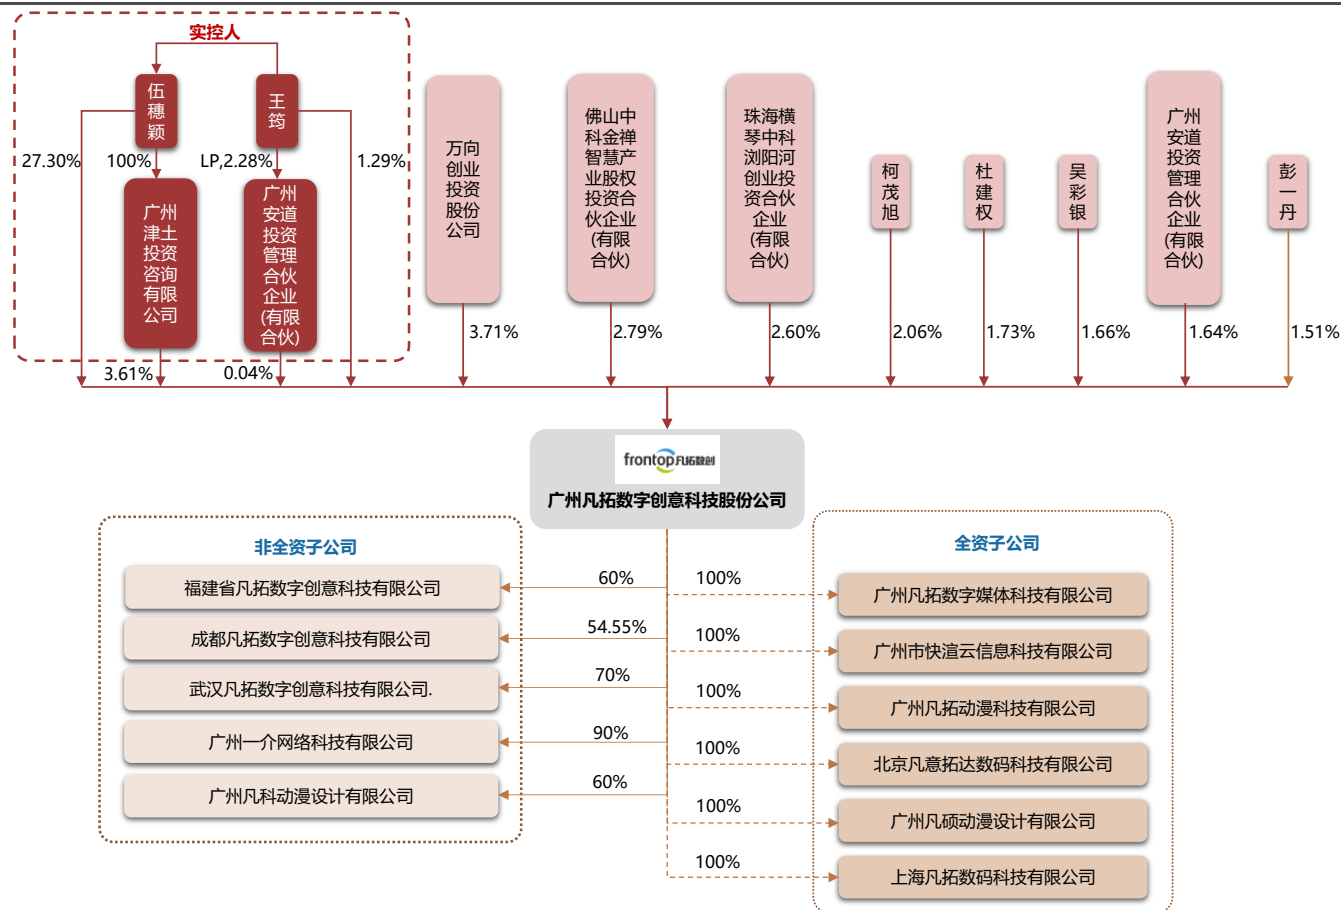 实控人
伍
穗
颖
王
筠
27.30%
100%
LP,2.28%
1.29%
广州
津土
投资
咨询
有限
公司
广州
安道
投资
管理
合伙
企业
(有限
合伙)
3.61%
0.04%
万向
创业
投资
股份
公司
3.71%
佛山中
科金禅
智慧产
业股权
投资合
伙企业
(有限
合伙)
2.79%
珠海横
琴中科
浏阳河
创业投
资合伙
企业
(有限
合伙)
2.60%
柯
茂
旭
2.06%
杜
建
权
1.73%
吴
彩
银
1.66%
广州
安道
投资
管理
合伙
企业
(有限
合伙)
1.64%
彭
一
丹
1.51%
frontop凡拓数创
广州凡拓数字创意科技股份公司
非全资子公司
福建省凡拓数字创意科技有限公司
60%
成都凡拓数字创意科技有限公司
54.55%
武汉凡拓数字创意科技有限公司.
70%
广州一介网络科技有限公司
90%
广州凡科动漫设计有限公司
60%
全资子公司
100%
广州凡拓数字媒体科技有限公司
100%
广州市快渲云信息科技有限公司
100%
广州凡拓动漫科技有限公司
100%
北京凡意拓达数码科技有限公司
100%
广州凡硕动漫设计有限公司
100%
上海凡拓数码科技有限公司